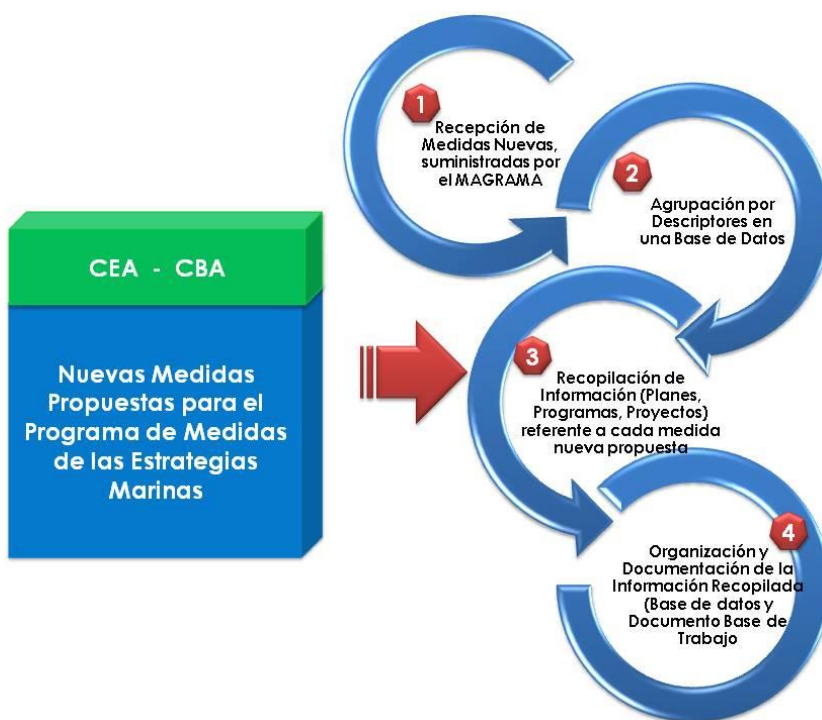 CEA - CBA
Nuevas Medidas
Propuestas para el
Programa de Medidas
de las Estrategias
Marinas
1
Recepción de
Medidas Nuevas,
suministradas por
el MAGRAMA
2
Agrupación por
Descriptores en
una Base de Datos
3
Recopilación de
Información (Planes,
Programas, Proyectos)
referente a cada medida
nueva propuesta
4
Organización y
Documentación de la
Información Recopilada
(Base de datos y
Documento Base de
Trabajo